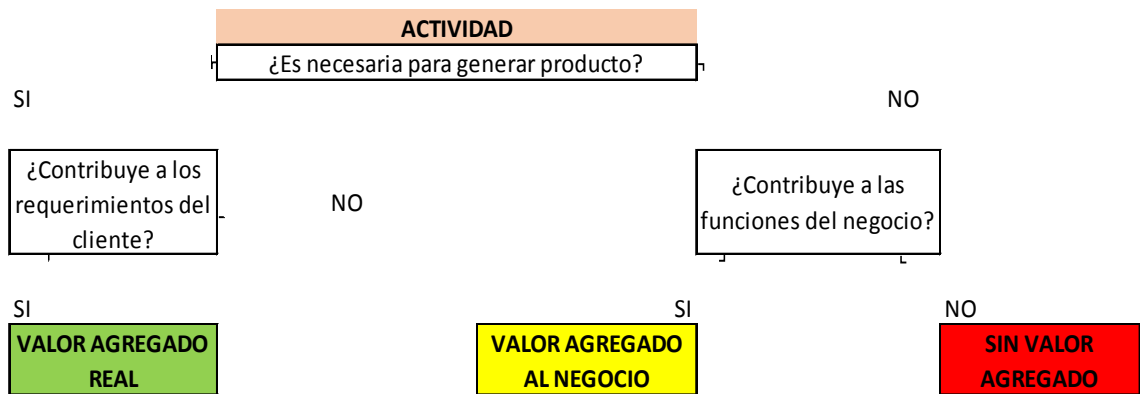 ACTIVIDAD
¿Es necesaria para generar producto?
SI
NO
¿Contribuye a los
requerimientos del
cliente?
NO
¿Contribuye a las
funciones del negocio?
SI
SI
NO
VALOR AGREGADO
REAL
VALOR AGREGADO
AL NEGOCIO
SIN VALOR
AGREGADO